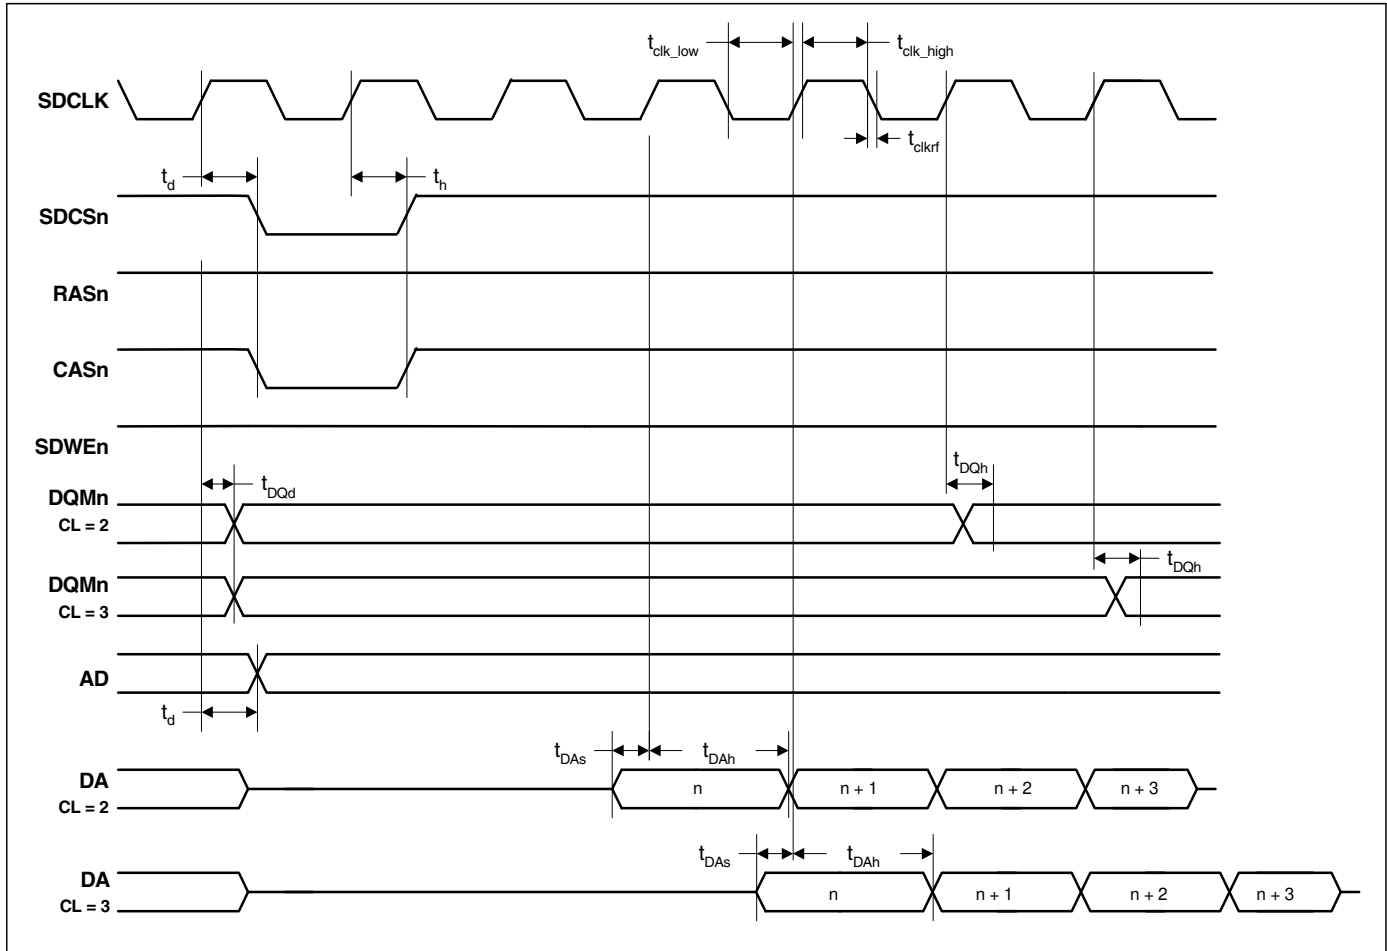 t_clk_low t_clk_high
SDCLK
t_clkrf
t_d t_h
SDCSn
RASn
CASn
SDWEn
t_DQh
t_DQd
DQMn
CL = 2
t_DQh
DQMn
CL = 3
AD
t_d
t_DAs t_DAh
DA
CL = 2
n n + 1 n + 2 n + 3
t_DAs t_DAh
DA
CL = 3
n n + 1 n + 2 n + 3